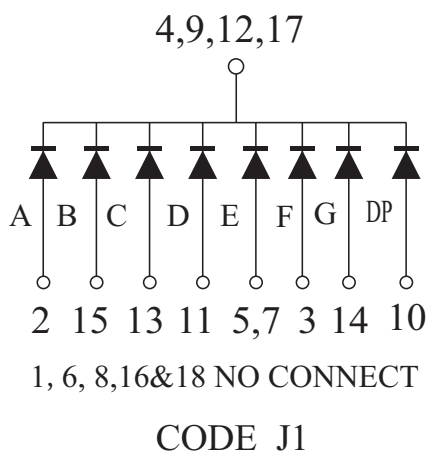 4,9,12,17
A B C D E F G DP
2 15 13 11 5,7 3 14 10
1, 6, 8,16&18 NO CONNECT
CODE J1